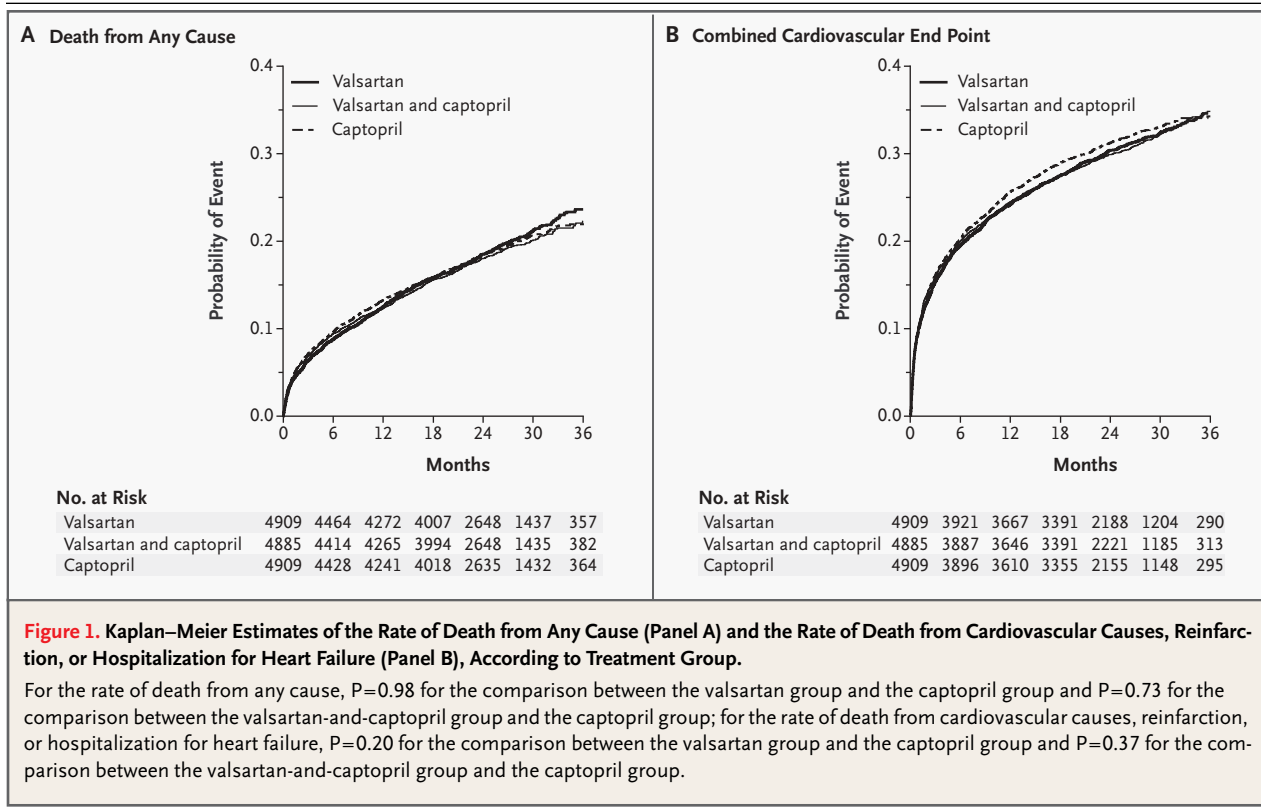 A Death from Any Cause
0.4
Valsartan
Valsartan and captopril
Captopril
0.3
Probability of Event
0.2
0.1
0.0
0 6 12 18 24 30 36
Months
No. at Risk
Valsartan 4909 4464 4272 4007 2648 1437 357
Valsartan and captopril 4885 4414 4265 3994 2648 1435 382
Captopril 4909 4428 4241 4018 2635 1432 364
B Combined Cardiovascular End Point
0.4
Valsartan
Valsartan and captopril
Captopril
0.3
Probability of Event
0.2
0.1
0.0
0 6 12 18 24 30 36
Months
No. at Risk
Valsartan 4909 3921 3667 3391 2188 1204 290
Valsartan and captopril 4885 3887 3646 3391 2221 1185 313
Captopril 4909 3896 3610 3355 2155 1148 295
Figure 1. Kaplan–Meier Estimates of the Rate of Death from Any Cause (Panel A) and the Rate of Death from Cardiovascular Causes, Reinfarc-
tion, or Hospitalization for Heart Failure (Panel B), According to Treatment Group.
For the rate of death from any cause, P=0.98 for the comparison between the valsartan group and the captopril group and P=0.73 for the
comparison between the valsartan-and-captopril group and the captopril group; for the rate of death from cardiovascular causes, reinfarction,
or hospitalization for heart failure, P=0.20 for the comparison between the valsartan group and the captopril group and P=0.37 for the com-
parison between the valsartan-and-captopril group and the captopril group.